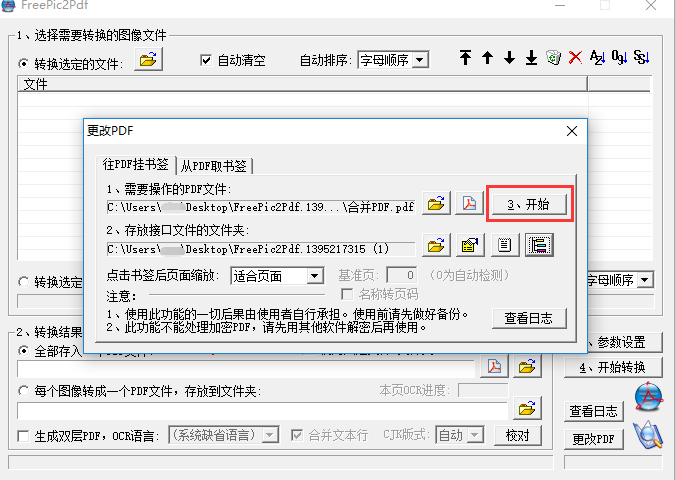 FreePic2Pdf
1、选择需要转换的图像文件
转换选定的文件:
自动清空
自动排序:
字母顺序
文件
更改PDF
往PDF挂书签
从PDF取书签
1、需要操作的PDF文件:
C:\Users\ \Desktop\FreePic2Pdf.139...\合并PDF.pdf
3、开始
2、存放接口文件的文件夹:
C:\Users\ \Desktop\FreePic2Pdf.1395217315 (1)
点击书签后页面缩放:
适合页面
基准页:
0
(0为自动检测)
注意:
名称转页码
1、使用此功能的一切后果由使用者自行承担。使用前请先做好备份。
2、此功能不能处理加密PDF，请先用其他软件解密后再使用。
查看日志
转换选定
字母顺序
2、转换结果
全部存入
、参数设置
4、开始转换
每个图像转成一个PDF文件，存放到文件夹:
本页OCR进度:
查看日志
生成双层PDF，OCR语言:
(系统缺省语言)
合并文本行
CJK版式:
自动
校对
更改PDF